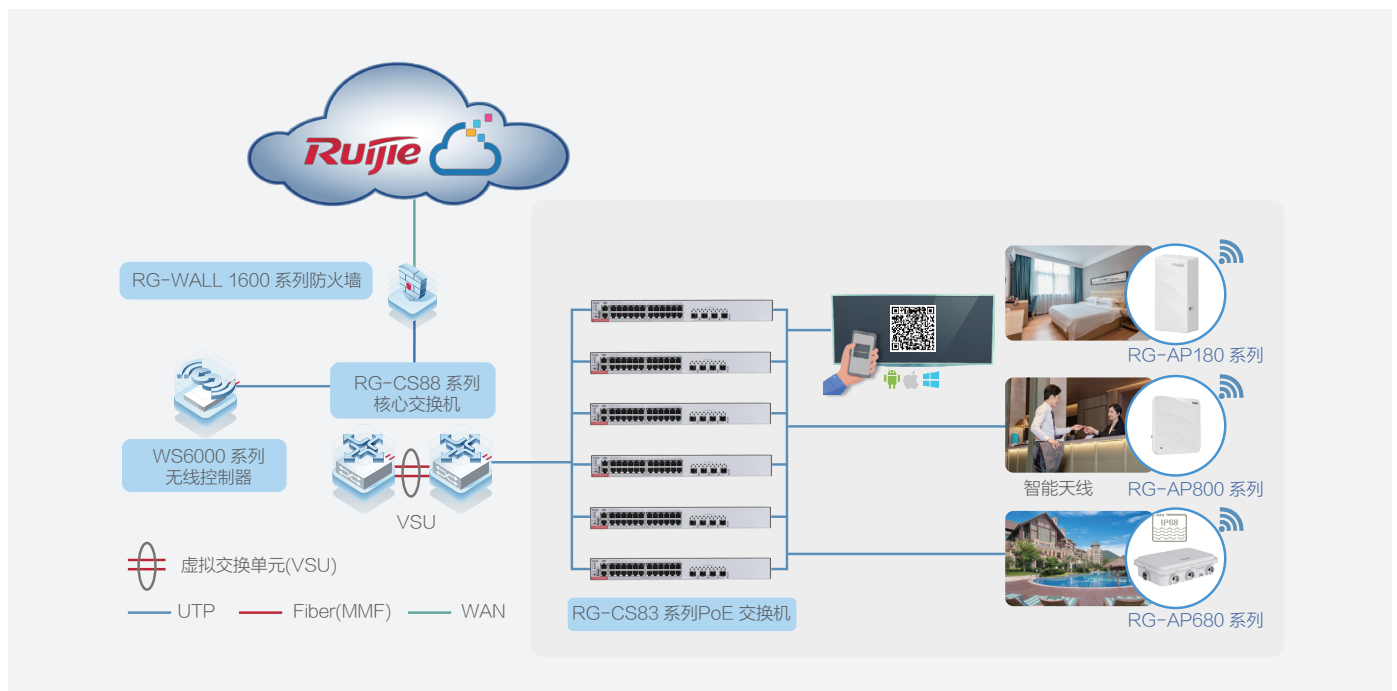 Ruijie
RG-WALL 1600 系列防火墙
RG-CS88 系列
核心交换机
WS6000 系列
无线控制器
VSU
虚拟交换单元(VSU)
UTP
Fiber(MMF)
WAN
RG-CS83 系列PoE 交换机
RG-AP180 系列
智能天线
RG-AP800 系列
IP68
RG-AP680 系列